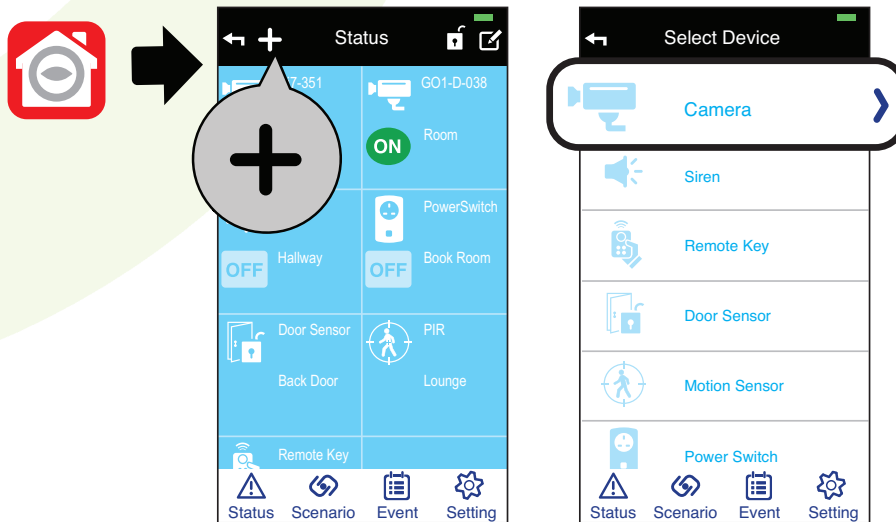 Status
7-351
GO1-D-038
ON
Room
PowerSwitch
OFF
Hallway
OFF
Book Room
Door Sensor
PIR
Back Door
Lounge
Remote Key
Status Scenario Event Setting
Select Device
Camera
Siren
Remote Key
Door Sensor
Motion Sensor
Power Switch
Status Scenario Event Setting